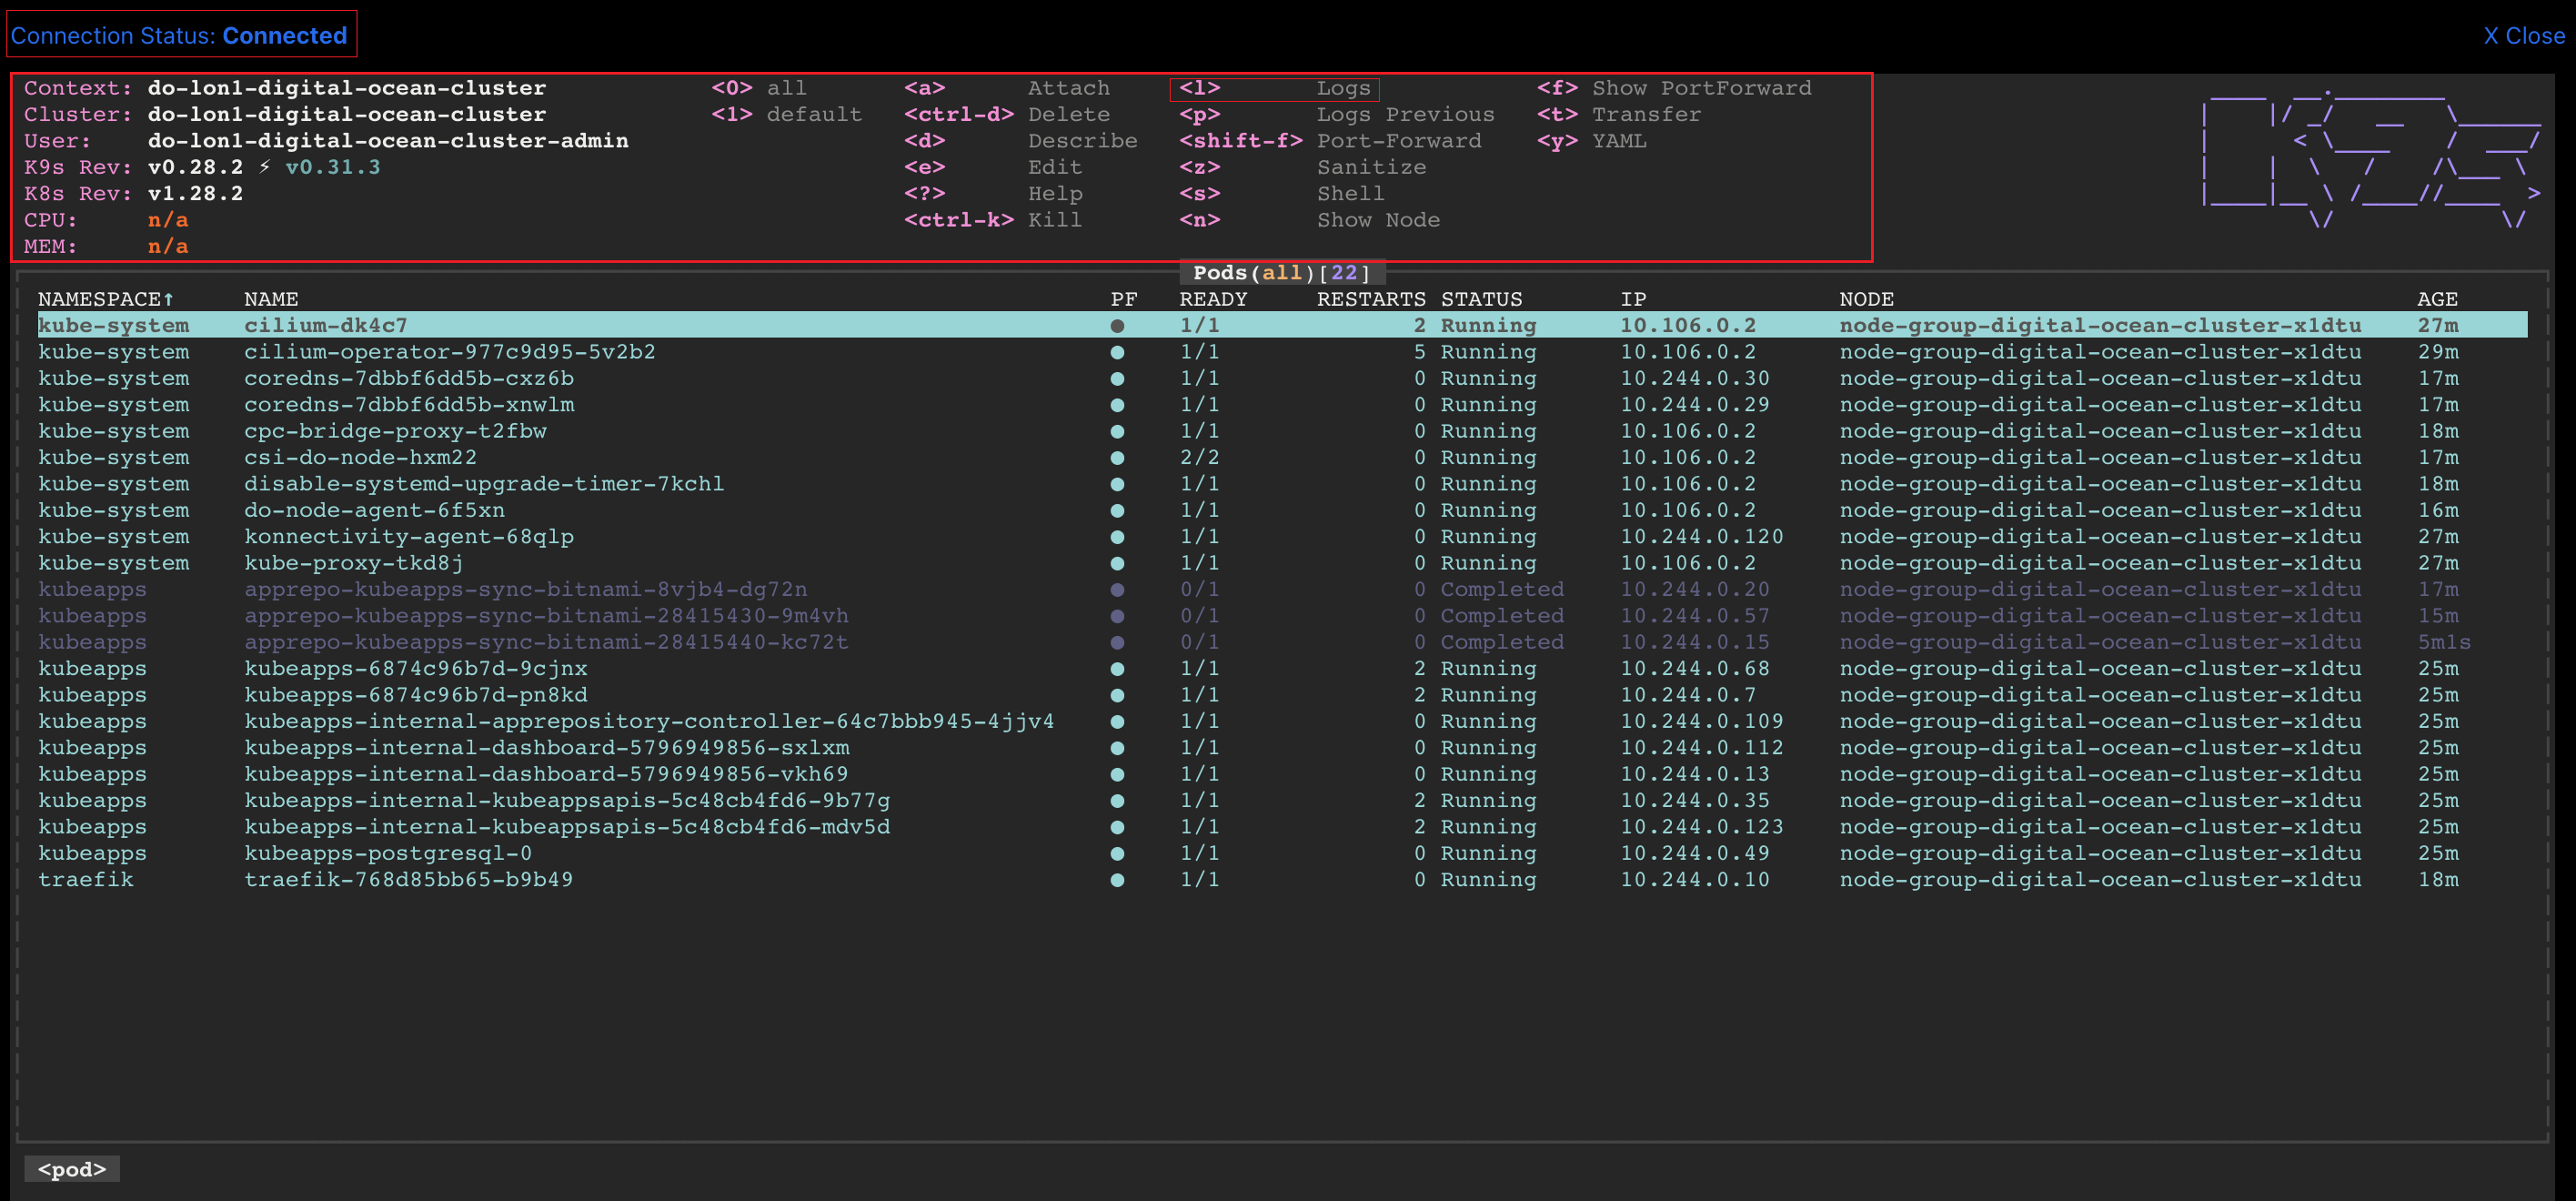 Connection Status: Connected
X Close
Context: do-lon1-digital-ocean-cluster <0> all <a> Attach <l> Logs <f> Show PortForward
Cluster: do-lon1-digital-ocean-cluster <1> default <ctrl-d> Delete <p> Logs Previous <t> Transfer
User: do-lon1-digital-ocean-cluster-admin <d> Describe <shift-f> Port-Forward <y> YAML
K9s Rev: v0.28.2 ⚡ v0.31.3 <e> Edit <z> Sanitize
K8s Rev: v1.28.2 <?> Help <s> Shell
CPU: n/a <ctrl-k> Kill <n> Show Node
MEM: n/a
Pods(all)[22]
NAMESPACE↑ NAME PF READY RESTARTS STATUS IP NODE AGE
kube-system cilium-dk4c7 ● 1/1 2 Running 10.106.0.2 node-group-digital-ocean-cluster-x1dtu 27m
kube-system cilium-operator-977c9d95-5v2b2 ● 1/1 5 Running 10.106.0.2 node-group-digital-ocean-cluster-x1dtu 29m
kube-system coredns-7dbbf6dd5b-cxz6b ● 1/1 0 Running 10.244.0.30 node-group-digital-ocean-cluster-x1dtu 17m
kube-system coredns-7dbbf6dd5b-xnwlm ● 1/1 0 Running 10.244.0.29 node-group-digital-ocean-cluster-x1dtu 17m
kube-system cpc-bridge-proxy-t2fbw ● 1/1 0 Running 10.106.0.2 node-group-digital-ocean-cluster-x1dtu 18m
kube-system csi-do-node-hxm22 ● 2/2 0 Running 10.106.0.2 node-group-digital-ocean-cluster-x1dtu 17m
kube-system disable-systemd-upgrade-timer-7kchl ● 1/1 0 Running 10.106.0.2 node-group-digital-ocean-cluster-x1dtu 18m
kube-system do-node-agent-6f5xn ● 1/1 0 Running 10.106.0.2 node-group-digital-ocean-cluster-x1dtu 16m
kube-system konnectivity-agent-68qlp ● 1/1 0 Running 10.244.0.120 node-group-digital-ocean-cluster-x1dtu 27m
kube-system kube-proxy-tkd8j ● 1/1 0 Running 10.106.0.2 node-group-digital-ocean-cluster-x1dtu 27m
kubeapps apprepo-kubeapps-sync-bitnami-8vjb4-dg72n ● 0/1 0 Completed 10.244.0.20 node-group-digital-ocean-cluster-x1dtu 17m
kubeapps apprepo-kubeapps-sync-bitnami-28415430-9m4vh ● 0/1 0 Completed 10.244.0.57 node-group-digital-ocean-cluster-x1dtu 15m
kubeapps apprepo-kubeapps-sync-bitnami-28415440-kc72t ● 0/1 0 Completed 10.244.0.15 node-group-digital-ocean-cluster-x1dtu 5m1s
kubeapps kubeapps-6874c96b7d-9cjnx ● 1/1 2 Running 10.244.0.68 node-group-digital-ocean-cluster-x1dtu 25m
kubeapps kubeapps-6874c96b7d-pn8kd ● 1/1 2 Running 10.244.0.7 node-group-digital-ocean-cluster-x1dtu 25m
kubeapps kubeapps-internal-apprepository-controller-64c7bbb945-4jjv4 ● 1/1 0 Running 10.244.0.109 node-group-digital-ocean-cluster-x1dtu 25m
kubeapps kubeapps-internal-dashboard-5796949856-sxlxm ● 1/1 0 Running 10.244.0.112 node-group-digital-ocean-cluster-x1dtu 25m
kubeapps kubeapps-internal-dashboard-5796949856-vkh69 ● 1/1 0 Running 10.244.0.13 node-group-digital-ocean-cluster-x1dtu 25m
kubeapps kubeapps-internal-kubeappsapis-5c48cb4fd6-9b77g ● 1/1 2 Running 10.244.0.35 node-group-digital-ocean-cluster-x1dtu 25m
kubeapps kubeapps-internal-kubeappsapis-5c48cb4fd6-mdv5d ● 1/1 2 Running 10.244.0.123 node-group-digital-ocean-cluster-x1dtu 25m
kubeapps kubeapps-postgresql-0 ● 1/1 0 Running 10.244.0.49 node-group-digital-ocean-cluster-x1dtu 25m
traefik traefik-768d85bb65-b9b49 ● 1/1 0 Running 10.244.0.10 node-group-digital-ocean-cluster-x1dtu 18m
<pod>